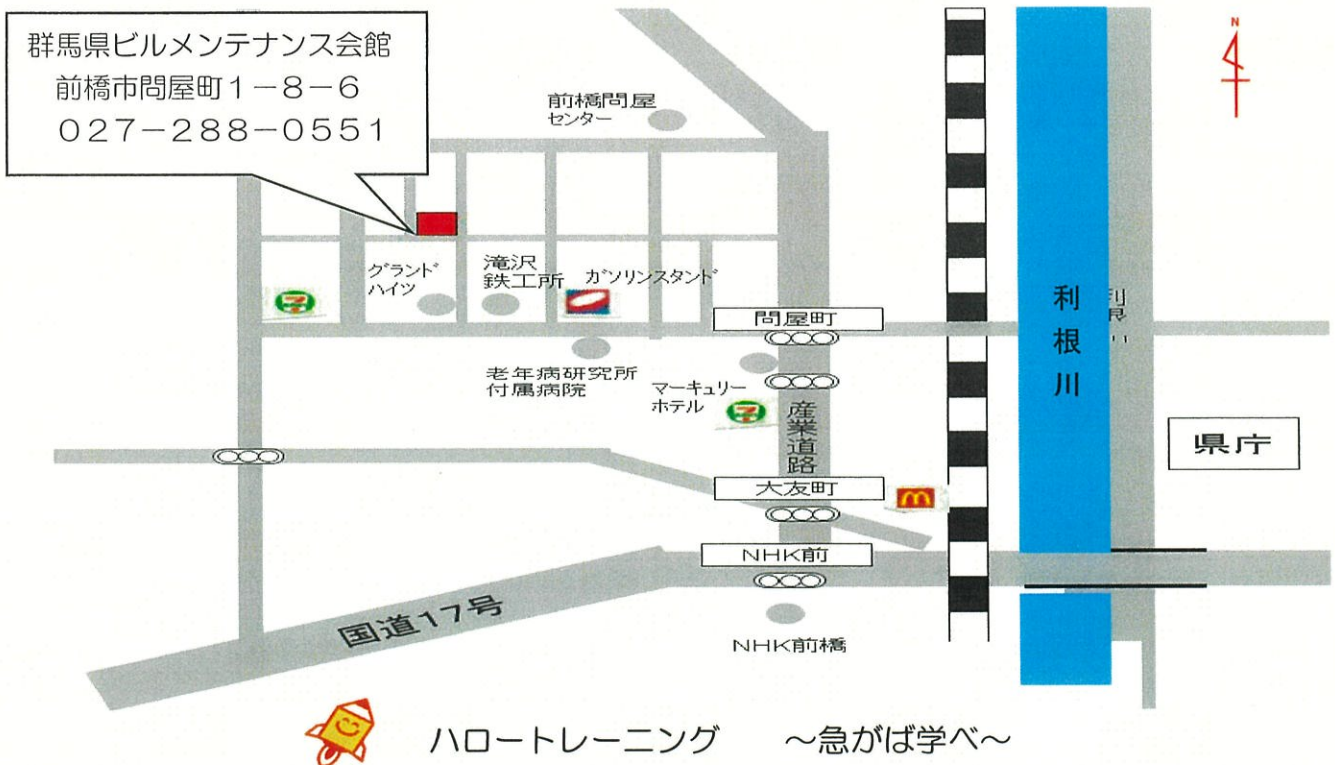 群馬県ビルメンテナンス会館
前橋市問屋町１－８－６
０２７－２８８－０５５１
N
前橋問屋
センター
グランド
ハイツ
滝沢
鉄工所
ガソリンスタンド
7
問屋町
利根川
老年病研究所
付属病院
マーキュリー
ホテル
7
産業道路
県庁
大友町
NHK前
国道17号
NHK前橋
ハロートレーニング　～急がば学べ～